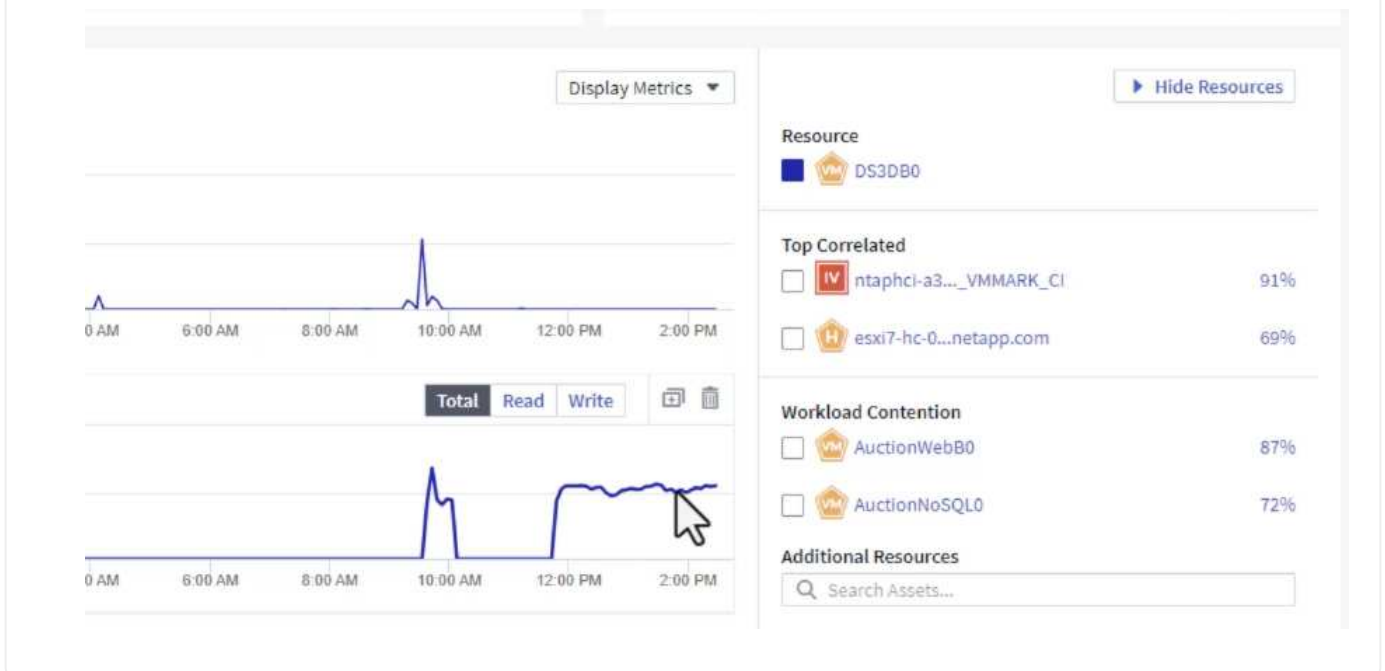 Display Metrics
Hide Resources
Resource
VM DS3DB0
Top Correlated
IV ntaphci-a3..._VMMARK_CI 91%
H esxi7-hc-0...netapp.com 69%
0 AM 6:00 AM 8:00 AM 10:00 AM 12:00 PM 2:00 PM
Total Read Write
Workload Contention
VM AuctionWebB0 87%
VM AuctionNoSQL0 72%
Additional Resources
Search Assets...
0 AM 6:00 AM 8:00 AM 10:00 AM 12:00 PM 2:00 PM